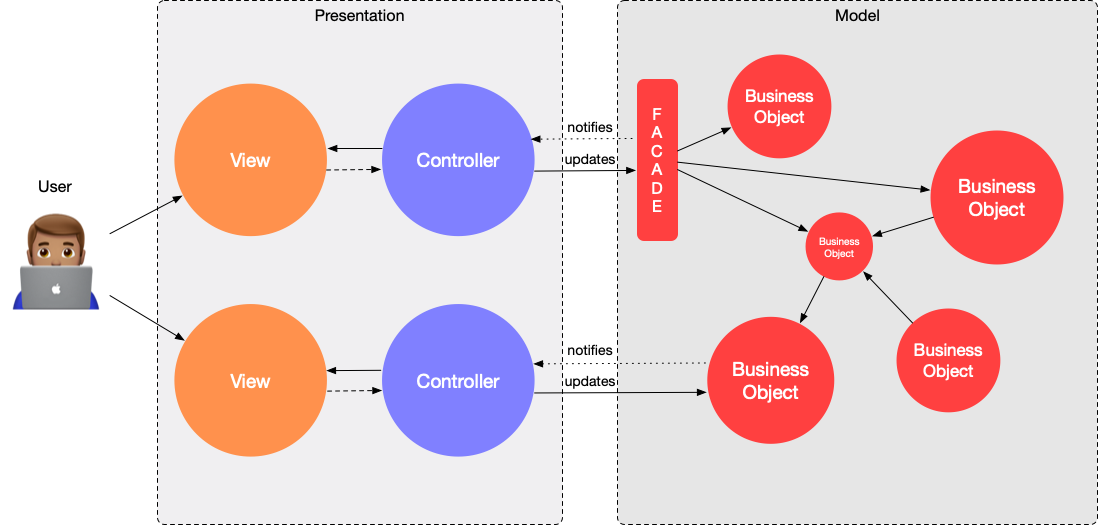 Presentation
Model
User
View
Controller
notifies
updates
F
A
C
A
D
E
Business
Object
Business
Object
Business
Object
View
Controller
notifies
updates
Business
Object
Business
Object